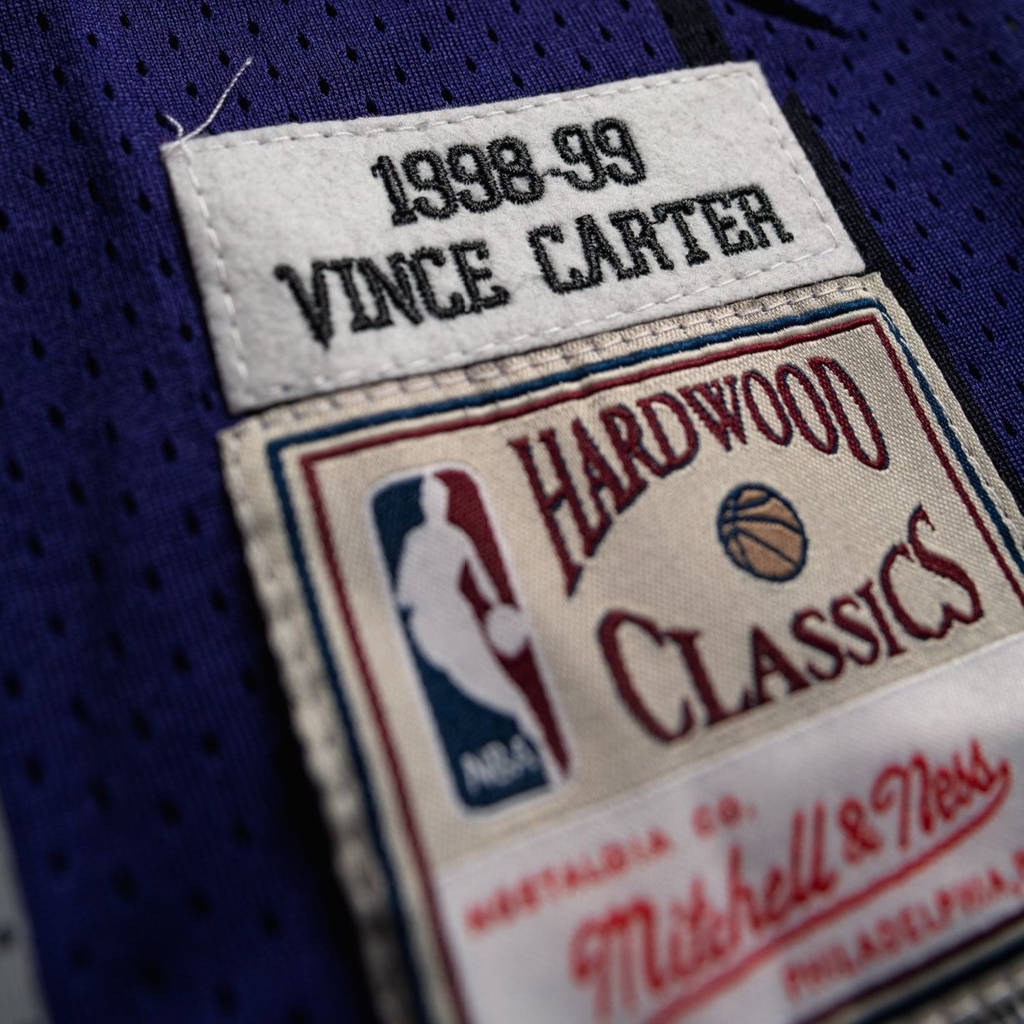 1998-99
VINCE CARTER
HARDWOOD
CLASSICS
NBA
NOSTALGIA CO.
Mitchell & Ness
PHILADELPHIA,